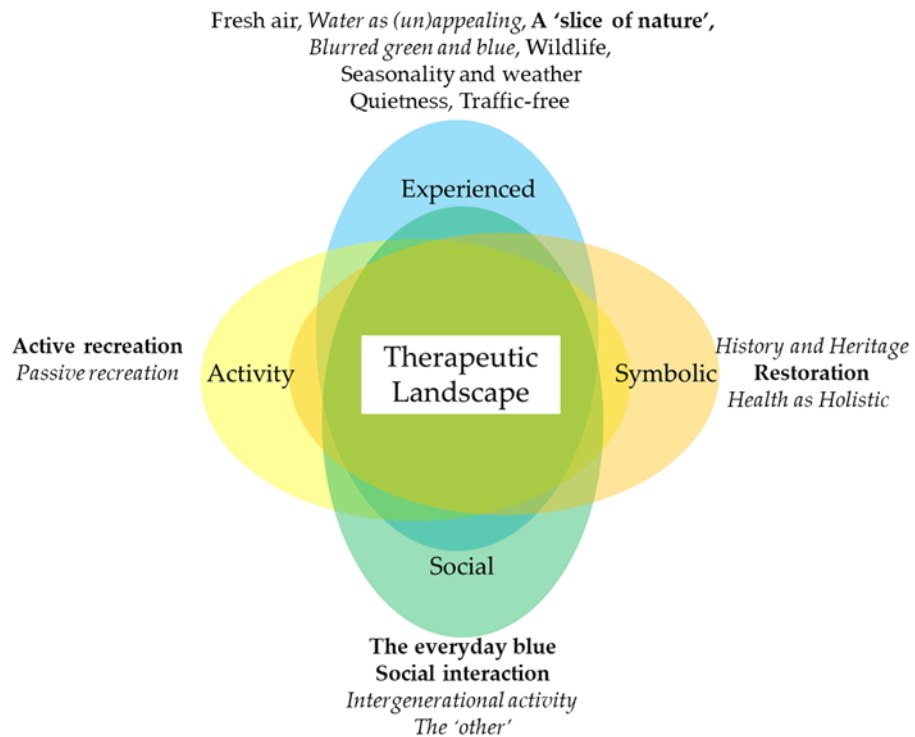 Fresh air, Water as (un)appealing, A ‘slice of nature’,
Blurred green and blue, Wildlife,
Seasonality and weather
Quietness, Traffic-free
Experienced
Active recreation
Passive recreation
Activity
Therapeutic
Landscape
Symbolic
History and Heritage
Restoration
Health as Holistic
Social
The everyday blue
Social interaction
Intergenerational activity
The ‘other’